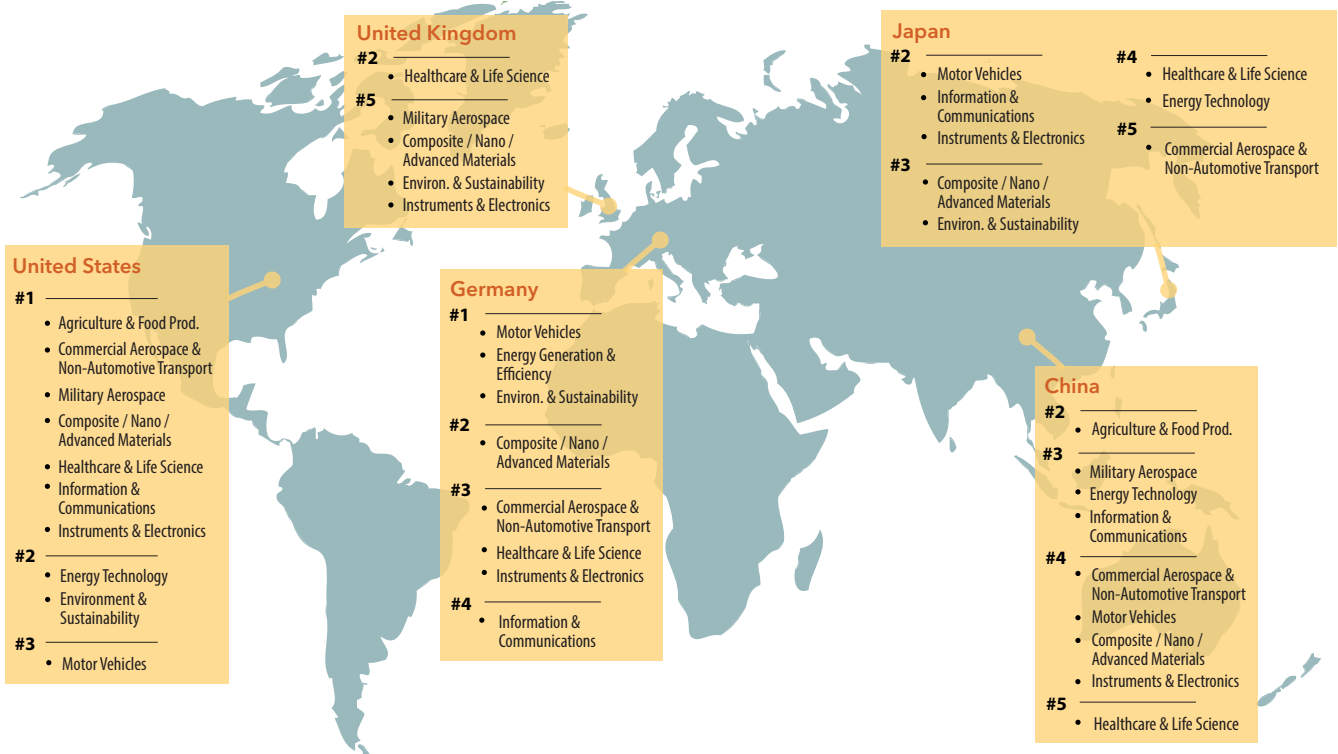 United Kingdom
#2
• Healthcare & Life Science
#5
• Military Aerospace
• Composite / Nano /
Advanced Materials
• Environ. & Sustainability
• Instruments & Electronics
Japan
#2
• Motor Vehicles
• Information &
Communications
• Instruments & Electronics
#3
• Composite / Nano /
Advanced Materials
• Environ. & Sustainability
#4
• Healthcare & Life Science
• Energy Technology
#5
• Commercial Aerospace &
Non-Automotive Transport
United States
#1
• Agriculture & Food Prod.
• Commercial Aerospace &
Non-Automotive Transport
• Military Aerospace
• Composite / Nano /
Advanced Materials
• Healthcare & Life Science
• Information &
Communications
• Instruments & Electronics
#2
• Energy Technology
• Environment &
Sustainability
#3
• Motor Vehicles
Germany
#1
• Motor Vehicles
• Energy Generation &
Efficiency
• Environ. & Sustainability
#2
• Composite / Nano /
Advanced Materials
#3
• Commercial Aerospace &
Non-Automotive Transport
• Healthcare & Life Science
• Instruments & Electronics
#4
• Information &
Communications
China
#2
• Agriculture & Food Prod.
#3
• Military Aerospace
• Energy Technology
• Information &
Communications
#4
• Commercial Aerospace &
Non-Automotive Transport
• Motor Vehicles
• Composite / Nano /
Advanced Materials
• Instruments & Electronics
#5
• Healthcare & Life Science